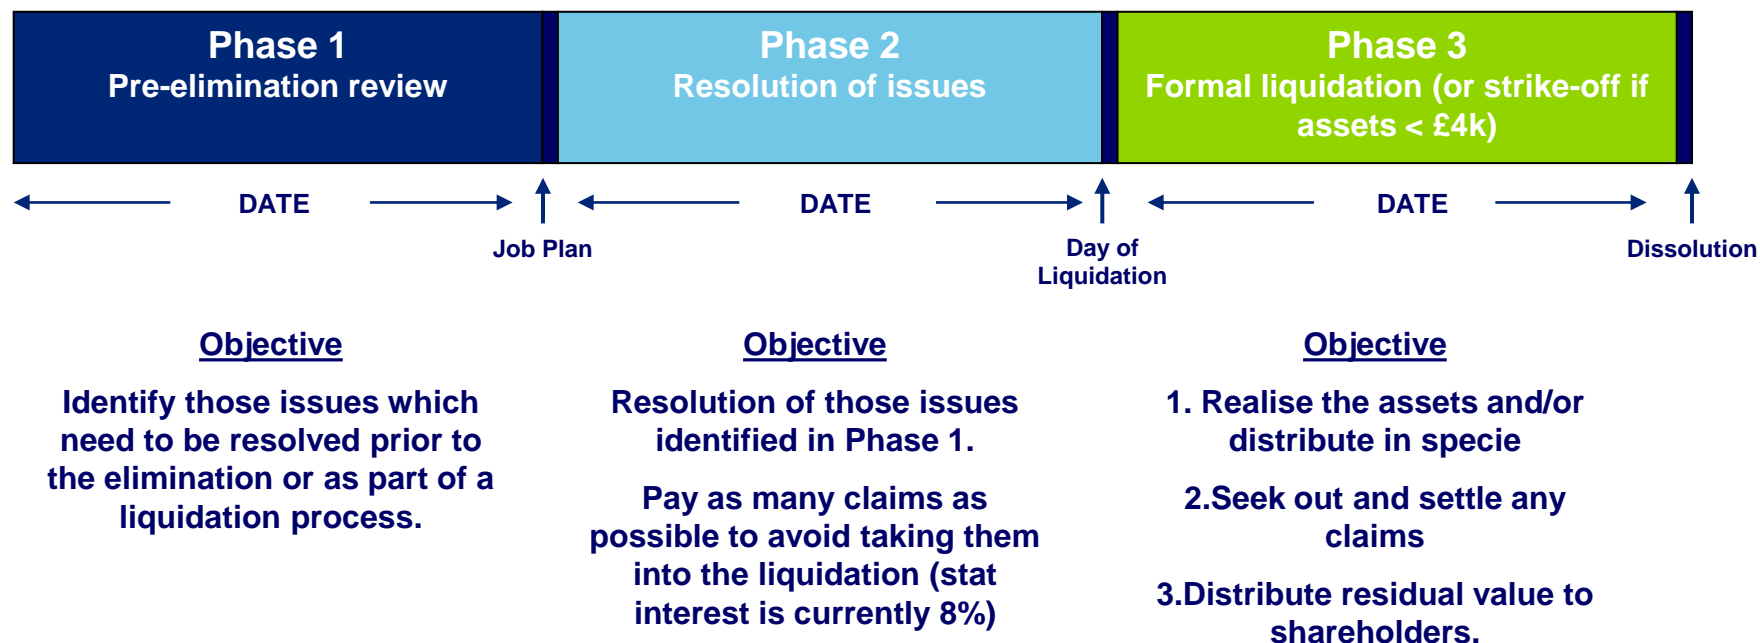 Phase 1
Pre-elimination review
Phase 2
Resolution of issues
Phase 3
Formal liquidation (or strike-off if
assets < £4k)
DATE
DATE
DATE
Job Plan
Day of
Liquidation
Dissolution
Objective
Identify those issues which
need to be resolved prior to
the elimination or as part of a
liquidation process.
Objective
Resolution of those issues
identified in Phase 1.
Pay as many claims as
possible to avoid taking them
into the liquidation (stat
interest is currently 8%)
Objective
1. Realise the assets and/or
distribute in specie
2.Seek out and settle any
claims
3.Distribute residual value to
shareholders.